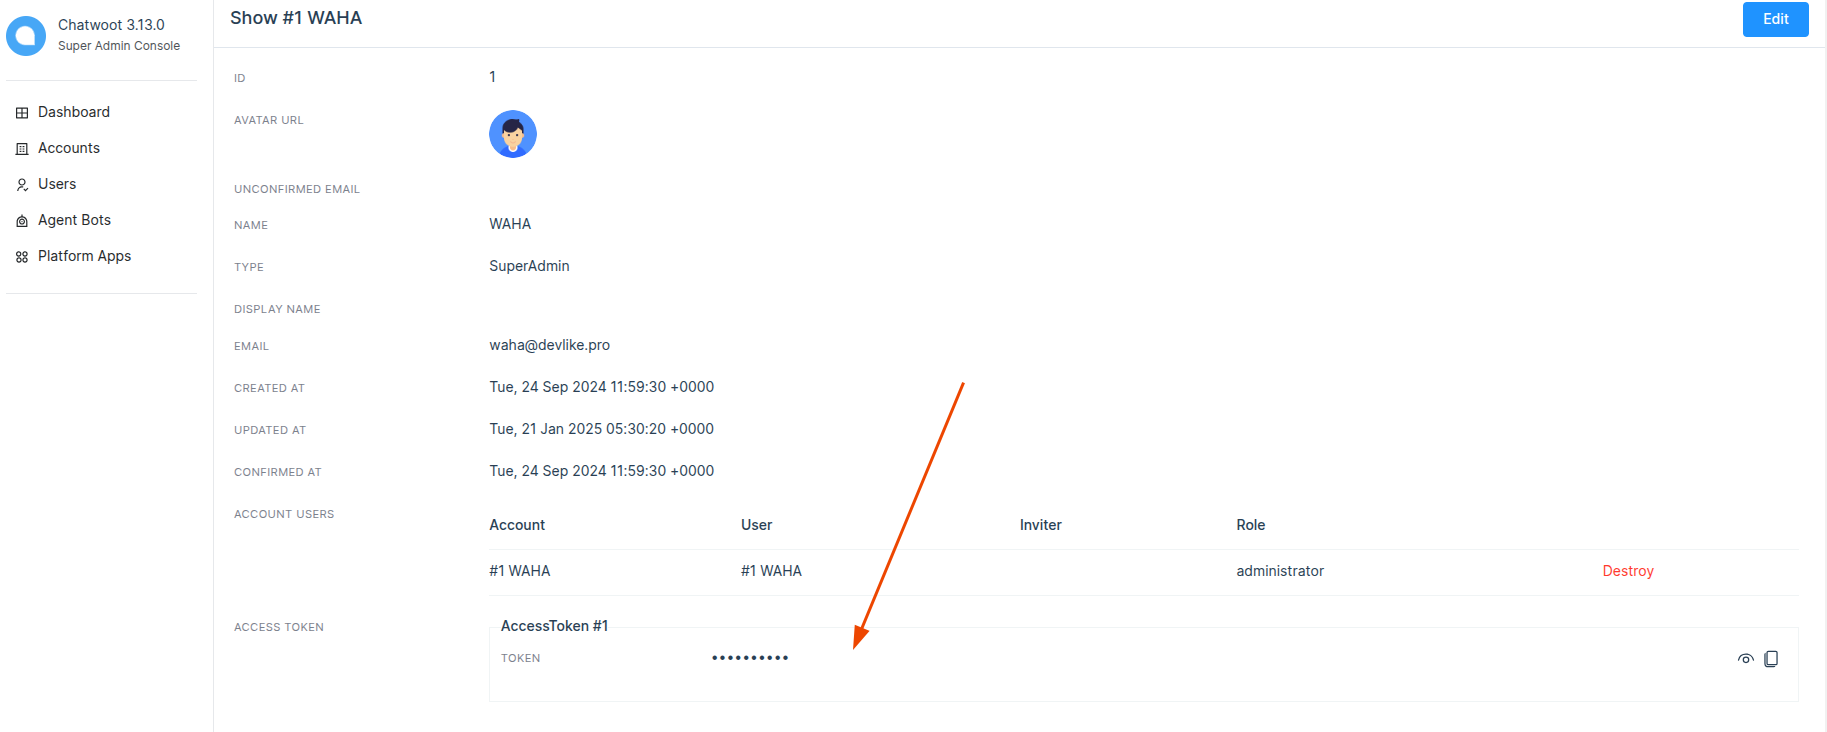 Chatwoot 3.13.0
Super Admin Console
Dashboard
Accounts
Users
Agent Bots
Platform Apps
Show #1 WAHA
Edit
ID 1
AVATAR URL
UNCONFIRMED EMAIL
NAME WAHA
TYPE SuperAdmin
DISPLAY NAME
EMAIL waha@devlike.pro
CREATED AT Tue, 24 Sep 2024 11:59:30 +0000
UPDATED AT Tue, 21 Jan 2025 05:30:20 +0000
CONFIRMED AT Tue, 24 Sep 2024 11:59:30 +0000
ACCOUNT USERS
Account User Inviter Role
#1 WAHA #1 WAHA administrator Destroy
ACCESS TOKEN AccessToken #1
TOKEN ••••••••••